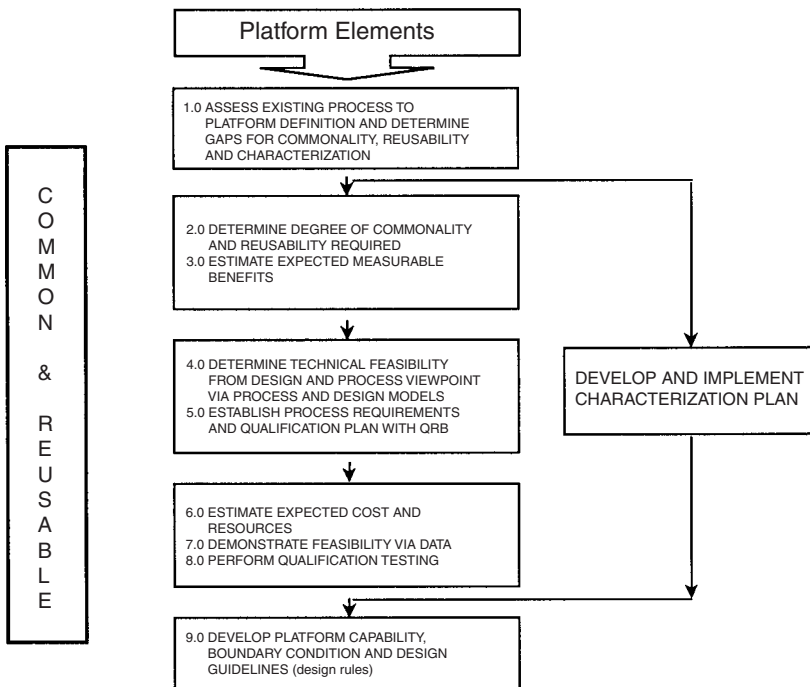 Platform Elements
1.0 ASSESS EXISTING PROCESS TO
PLATFORM DEFINITION AND DETERMINE
GAPS FOR COMMONALITY, REUSABILITY
AND CHARACTERIZATION
COMMON & REUSABLE
2.0 DETERMINE DEGREE OF COMMONALITY
AND REUSABILITY REQUIRED
3.0 ESTIMATE EXPECTED MEASURABLE
BENEFITS
4.0 DETERMINE TECHNICAL FEASIBILITY
FROM DESIGN AND PROCESS VIEWPOINT
VIA PROCESS AND DESIGN MODELS
5.0 ESTABLISH PROCESS REQUIREMENTS
AND QUALIFICATION PLAN WITH QRB
DEVELOP AND IMPLEMENT
CHARACTERIZATION PLAN
6.0 ESTIMATE EXPECTED COST AND
RESOURCES
7.0 DEMONSTRATE FEASIBILITY VIA DATA
8.0 PERFORM QUALIFICATION TESTING
9.0 DEVELOP PLATFORM CAPABILITY,
BOUNDARY CONDITION AND DESIGN
GUIDELINES (design rules)